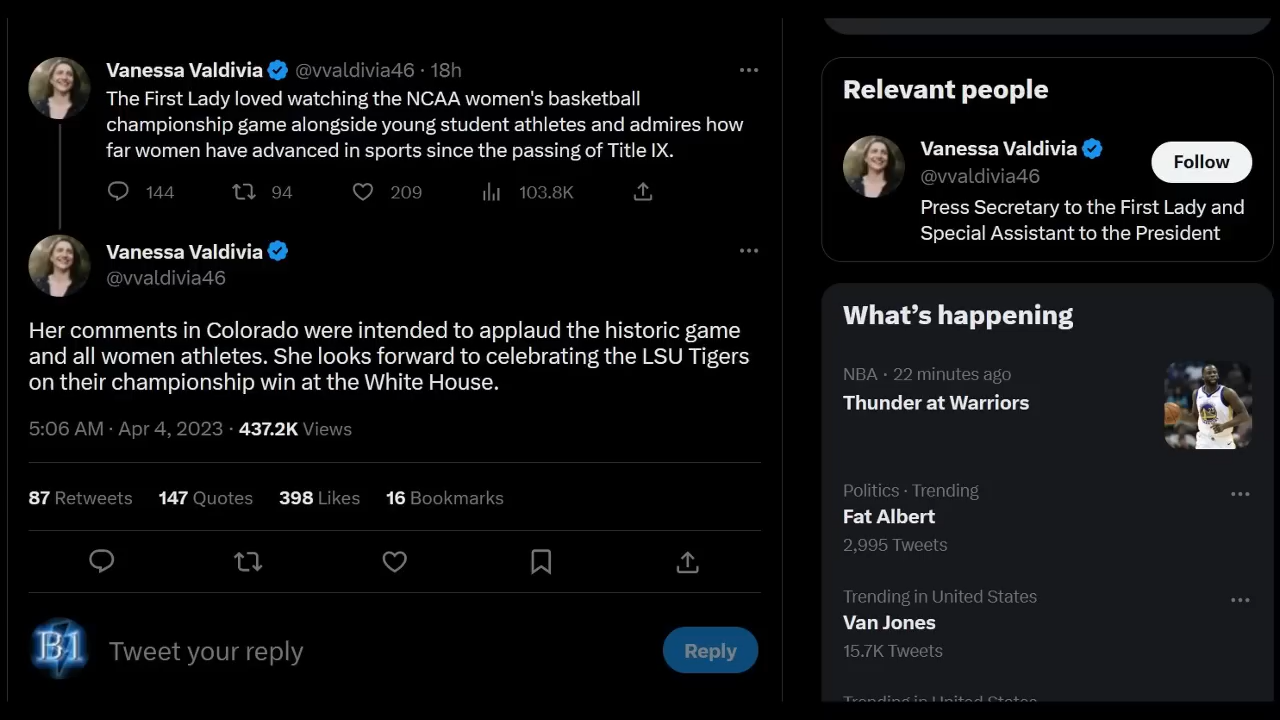 Vanessa Valdivia @vvaldivia46 · 18h
The First Lady loved watching the NCAA women's basketball
championship game alongside young student athletes and admires how
far women have advanced in sports since the passing of Title IX.
144 94 209 103.8K
Vanessa Valdivia
@vvaldivia46
Her comments in Colorado were intended to applaud the historic game
and all women athletes. She looks forward to celebrating the LSU Tigers
on their championship win at the White House.
5:06 AM · Apr 4, 2023 · 437.2K Views
87 Retweets 147 Quotes 398 Likes 16 Bookmarks
BI
Tweet your reply
Reply
Relevant people
Vanessa Valdivia
@vvaldivia46
Follow
Press Secretary to the First Lady and
Special Assistant to the President
What's happening
NBA · 22 minutes ago
Thunder at Warriors
Politics · Trending
Fat Albert
2,995 Tweets
Trending in United States
Van Jones
15.7K Tweets
Trending in United States